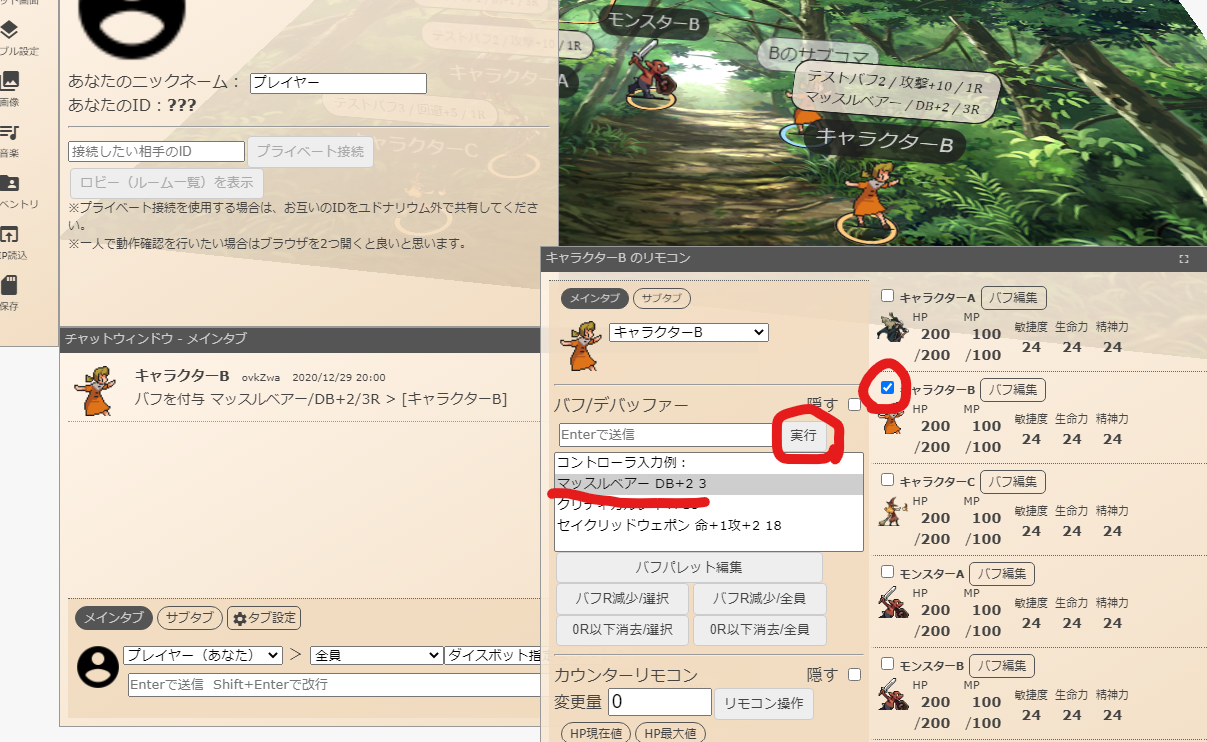 ブル設定
画像
音楽
ベントリ
IP読込
保存
あなたのニックネーム： プレイヤー
あなたのID：???
接続したい相手のID プライベート接続
ロビー（ルーム一覧）を表示
※プライベート接続を使用する場合は、お互いのIDをユドナリウム外で共有してくださ
い。
※一人で動作確認を行いたい場合はブラウザを2つ開くと良いと思います。
テストバフ2 / 攻撃+10 / 1R
キャラクターA
テストバフ3 / 回避+5 / 1R
キャラクターC
モンスターB
Bのサブコマ
テストバフ2 / 攻撃+10 / 1R
マッスルベアー / DB+2 / 3R
キャラクターB
チャットウィンドウ - メインタブ
キャラクターB ovkZwa 2020/12/29 20:00
バフを付与 マッスルベアー/DB+2/3R > [キャラクターB]
メインタブ サブタブ タブ設定
プレイヤー（あなた） > 全員 ダイスボット指
Enterで送信 Shift+Enterで改行
キャラクターB のリモコン
メインタブ サブタブ
キャラクターB
バフ/デバッファー 隠す
Enterで送信 実行
コントローラ入力例：
マッスルベアー DB+2 3
セイクリッドウェポン 命+1攻+2 18
バフパレット編集
バフR減少/選択 バフR減少/全員
0R以下消去/選択 0R以下消去/全員
カウンターリモコン 隠す
変更量 0 リモコン操作
HP現在値 HP最大値
キャラクターA バフ編集
HP MP 敏捷度 生命力 精神力
200 100 24 24 24
/200 /100
キャラクターB バフ編集
HP MP 敏捷度 生命力 精神力
200 100 24 24 24
/200 /100
キャラクターC バフ編集
HP MP 敏捷度 生命力 精神力
200 100 24 24 24
/200 /100
モンスターA バフ編集
HP MP 敏捷度 生命力 精神力
200 100 24 24 24
/200 /100
モンスターB バフ編集
HP MP 敏捷度 生命力 精神力
200 100 24 24 24
/200 /100